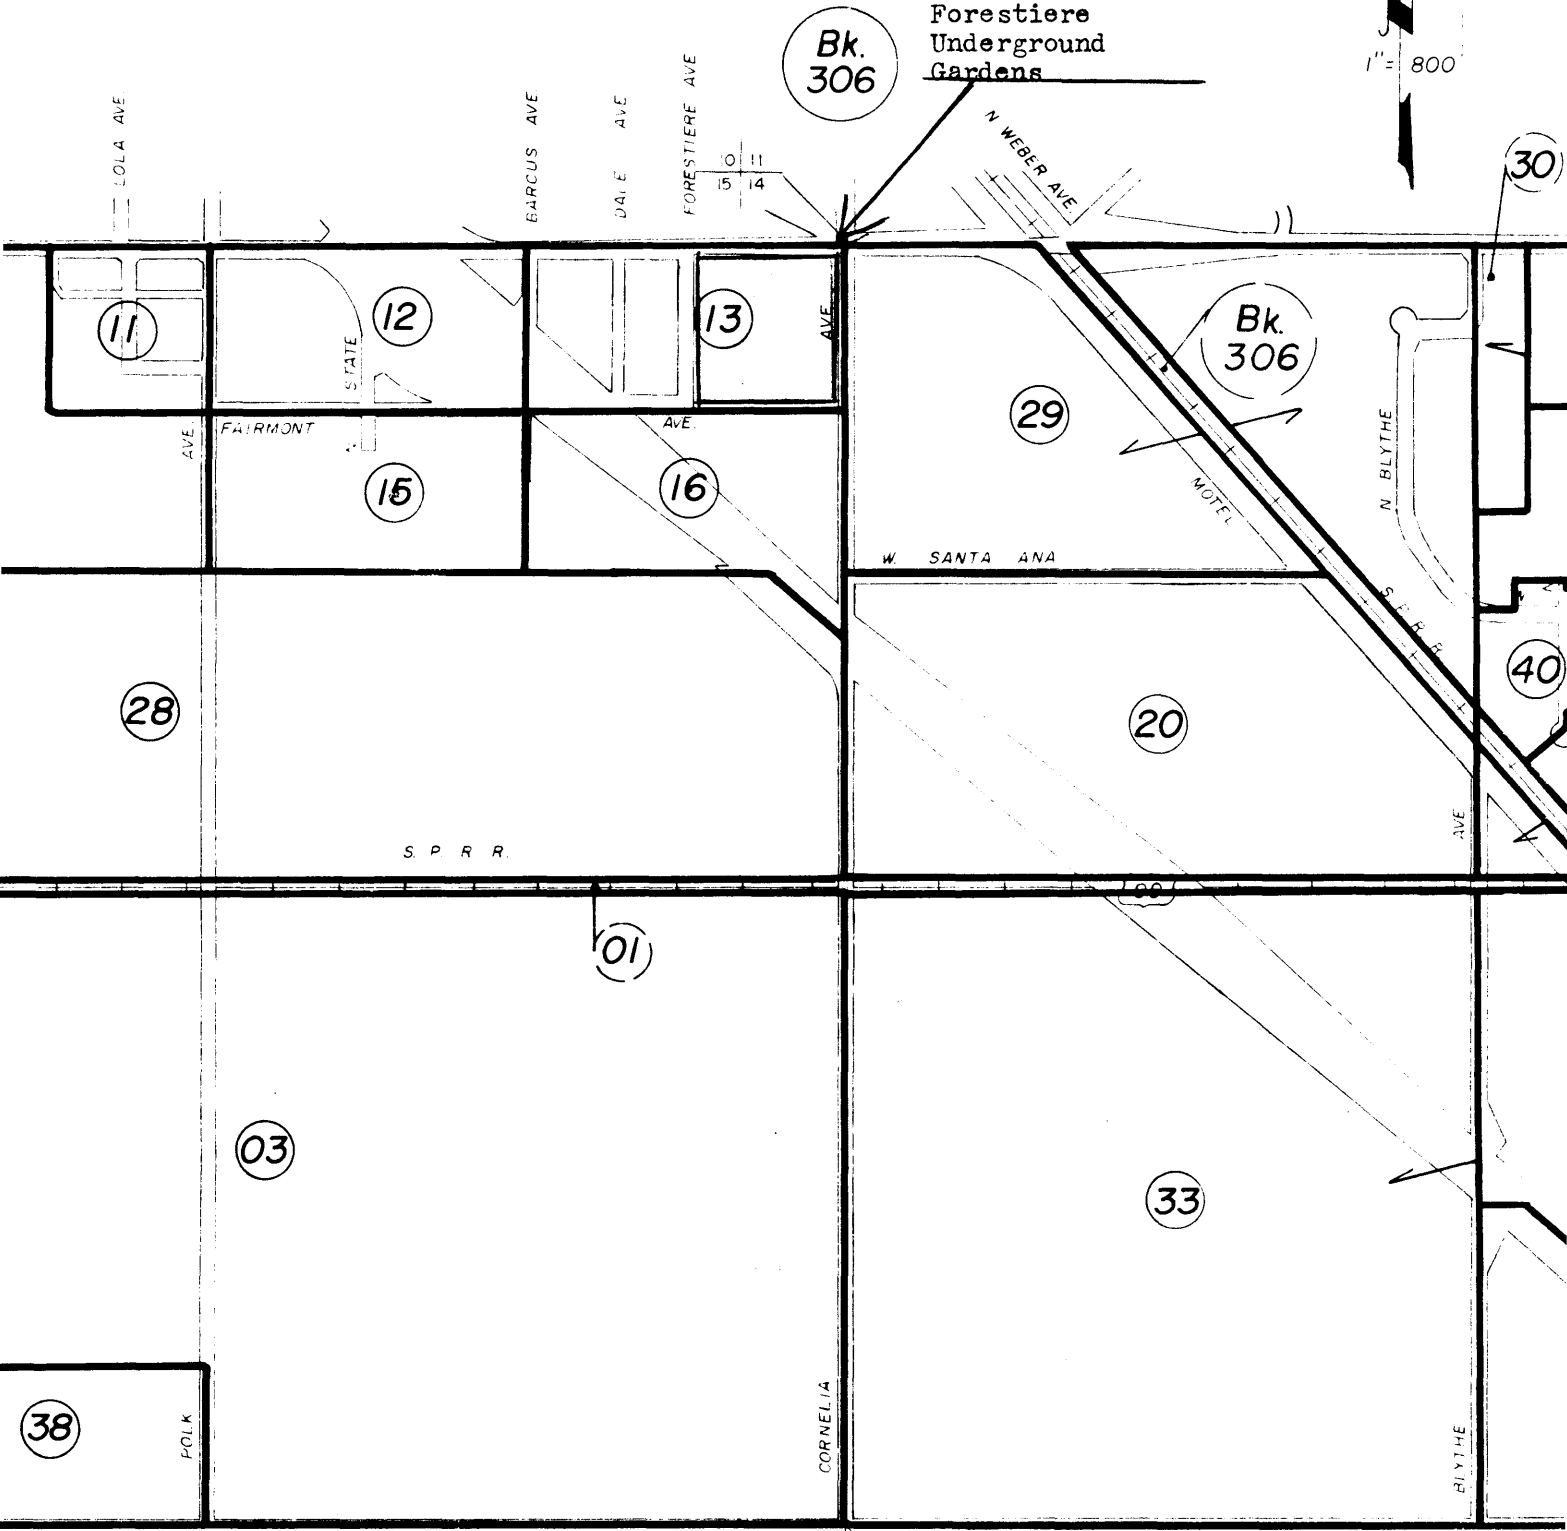 Forestiere
Underground
Gardens
Bk.
306
1"= 800'
LOLA AVE.
BARCUS AVE
DALE AVE
FORESTIERE AVE
10 11
15 14
N WEBER AVE.
30
11
12
13
AVE.
STATE
N
Bk.
306
29
N BLYTHE
FAIRMONT
AVE.
AVE.
15
16
MOTEL
W. SANTA ANA
S. P. R. R.
40
28
20
AVE
S. P. R R.
99
01
03
33
38
POLK
CORNELIA
BLYTHE